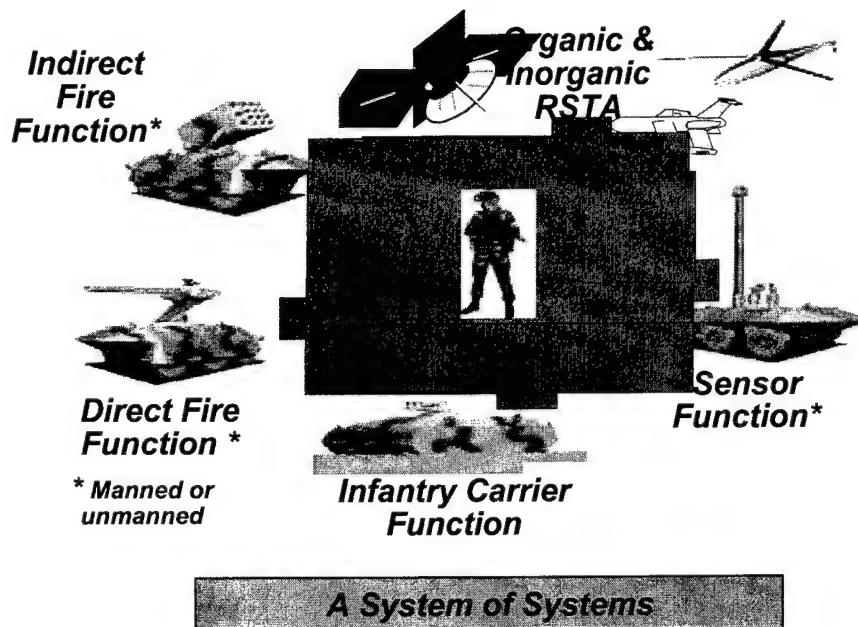 Indirect
Fire
Function*
Organic &
Inorganic
RSTA
Direct Fire
Function *
* Manned or
unmanned
Infantry Carrier
Function
Sensor
Function*
A System of Systems